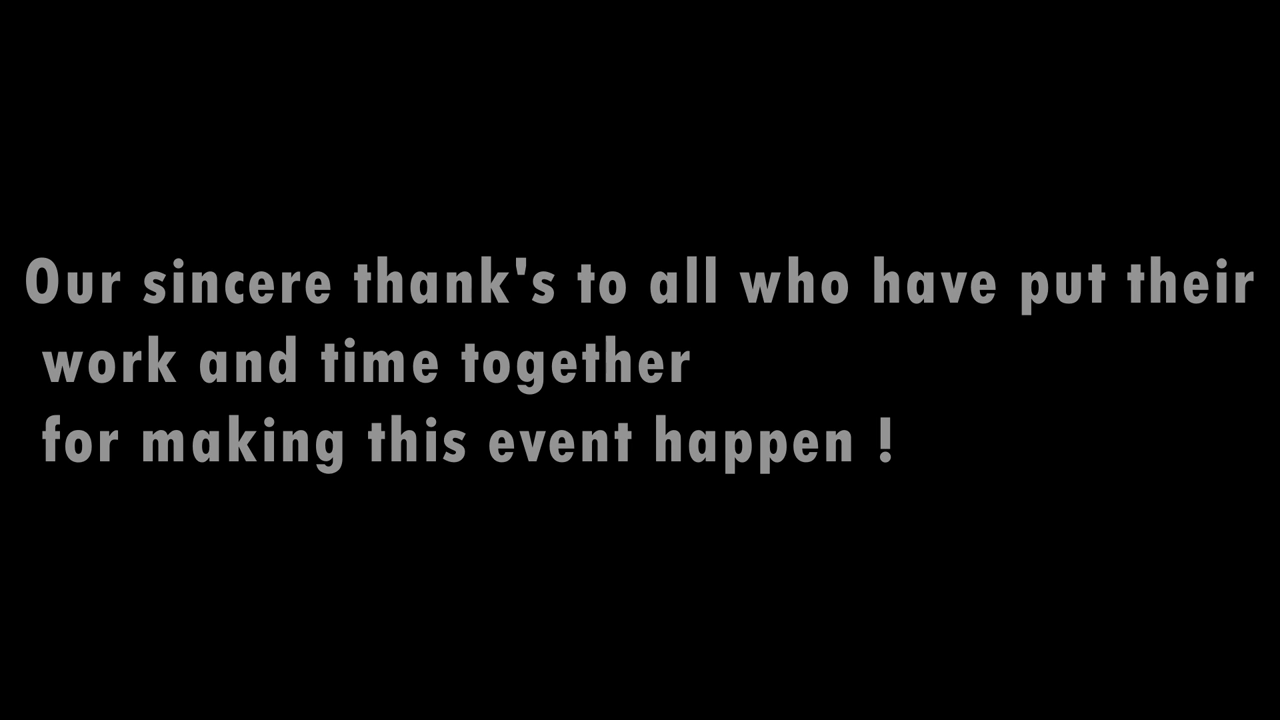 Our sincere thank's to all who have put their
work and time together
for making this event happen !